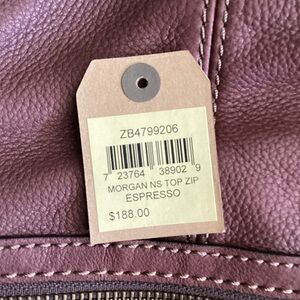 ZB4799206
7 23764 38902 9
MORGAN NS TOP ZIP
ESPRESSO
$188.00